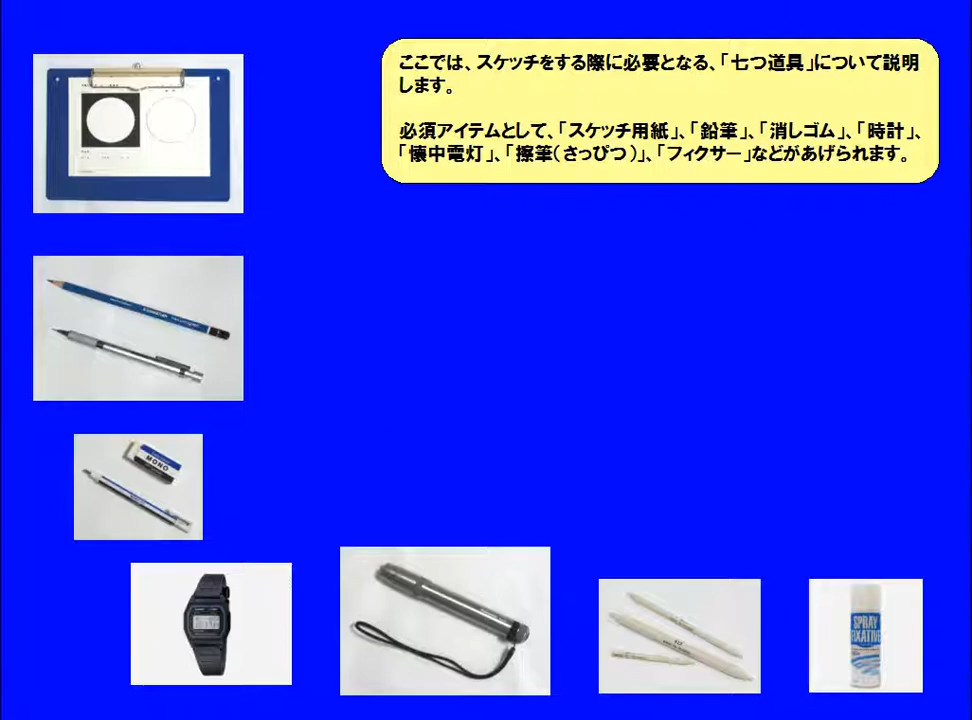 ここでは、スケッチをする際に必要となる、「七つ道具」について説明
します。
必須アイテムとして、「スケッチ用紙」、「鉛筆」、「消しゴム」、「時計」、
「懐中電灯」、「擦筆(さっぴつ)」、「フィクサー」などがあげられます。
MONO
SPRAY
FIXATIVE